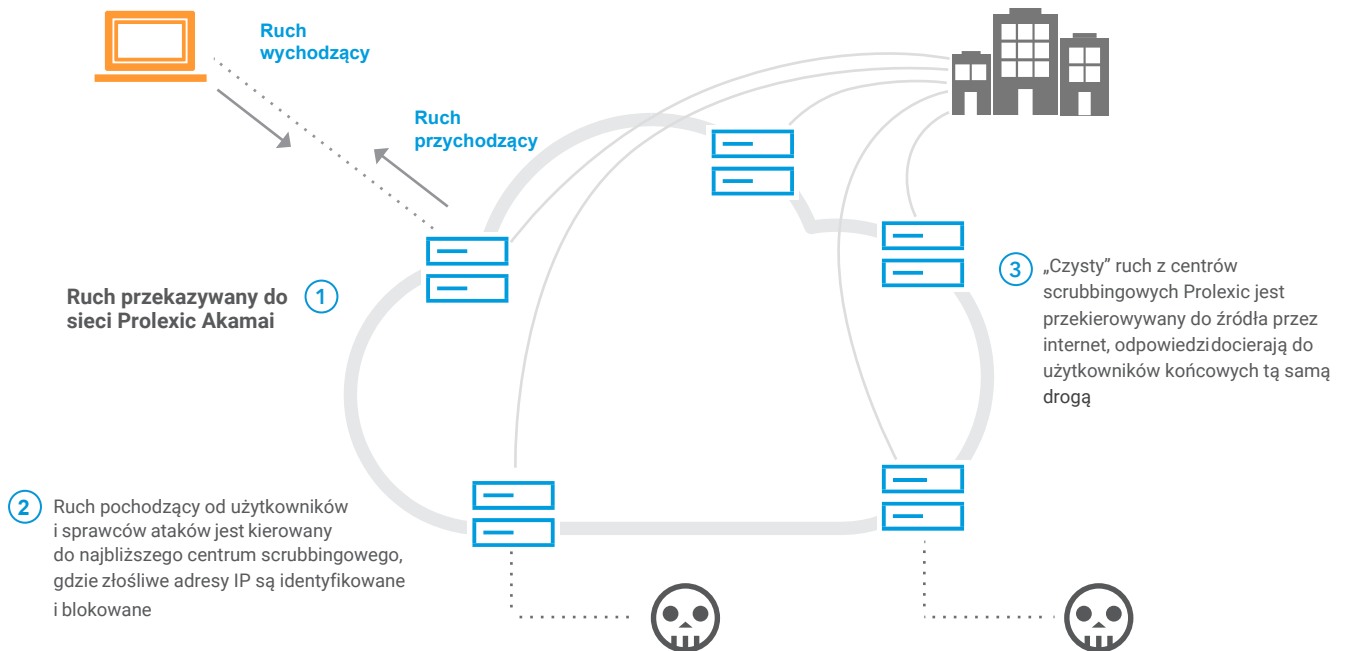 Ruch
wychodzący
Ruch
przychodzący
Ruch przekazywany do
sieci Prolexic Akamai
1
3
„Czysty” ruch z centrów
scrubbingowych Prolexic jest
przekierowywany do źródła przez
internet, odpowiedzi docierają do
użytkowników końcowych tą samą
drogą
2
Ruch pochodzący od użytkowników
i sprawców ataków jest kierowany
do najbliższego centrum scrubbingowego,
gdzie złośliwe adresy IP są identyfikowane
i blokowane